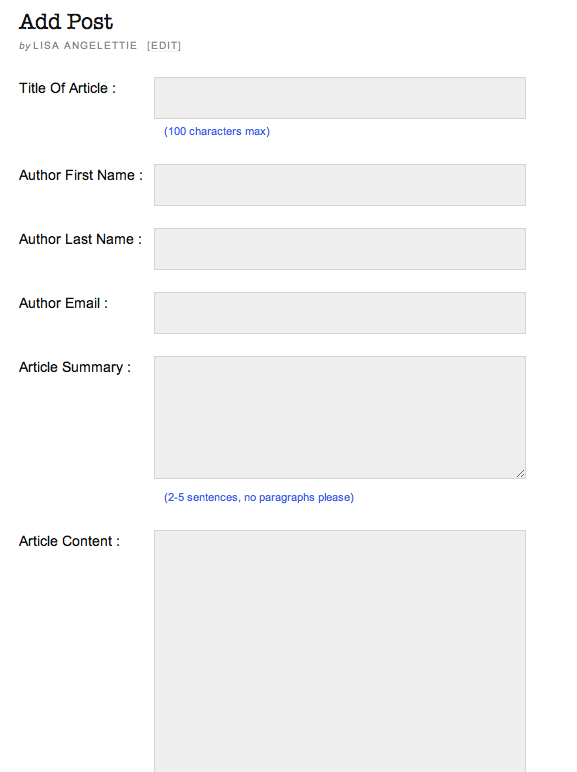 Add Post
by LISA ANGELETTIE [EDIT]
Title Of Article :
(100 characters max)
Author First Name :
Author Last Name :
Author Email :
Article Summary :
(2-5 sentences, no paragraphs please)
Article Content :